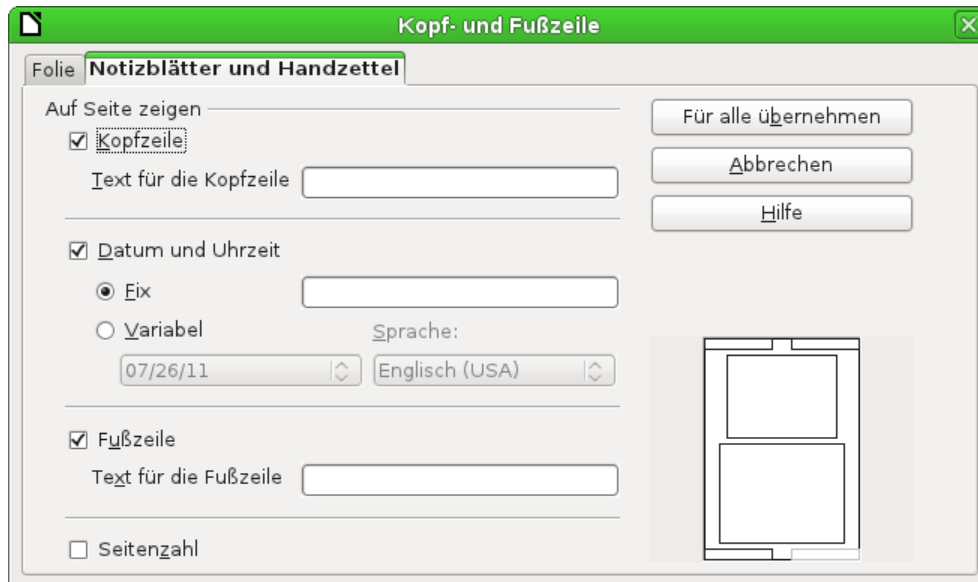 Kopf- und Fußzeile
Folie Notizblätter und Handzettel
Auf Seite zeigen
Kopfzeile
Text für die Kopfzeile
Datum und Uhrzeit
Fix
Variabel Sprache:
07/26/11 Englisch (USA)
Fußzeile
Text für die Fußzeile
Seitenzahl
Für alle übernehmen
Abbrechen
Hilfe